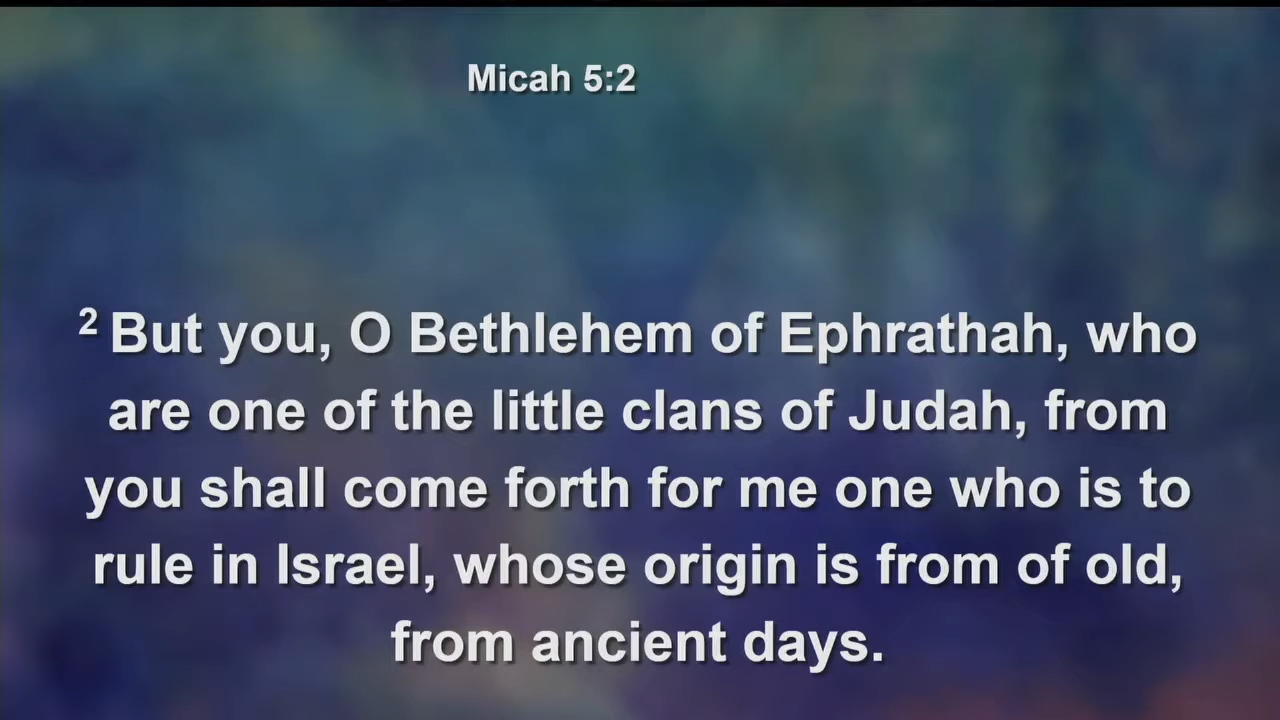 Micah 5:2
2 But you, O Bethlehem of Ephrathah, who
are one of the little clans of Judah, from
you shall come forth for me one who is to
rule in Israel, whose origin is from of old,
from ancient days.